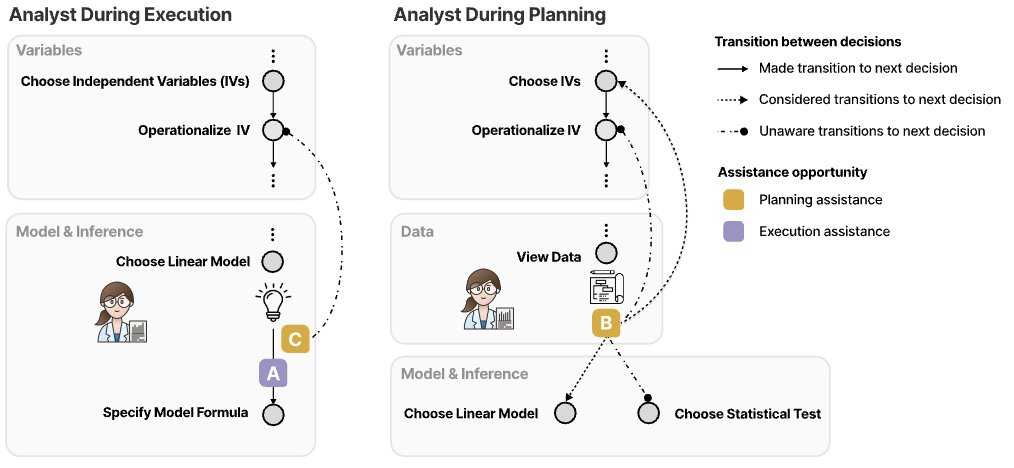 Analyst During Execution
Variables
Choose Independent Variables (IVs)
Operationalize IV
Model & Inference
Choose Linear Model
C
A
Specify Model Formula
Analyst During Planning
Variables
Choose IVs
Operationalize IV
Data
View Data
B
Model & Inference
Choose Linear Model
Choose Statistical Test
Transition between decisions
Made transition to next decision
Considered transitions to next decision
Unaware transitions to next decision
Assistance opportunity
Planning assistance
Execution assistance